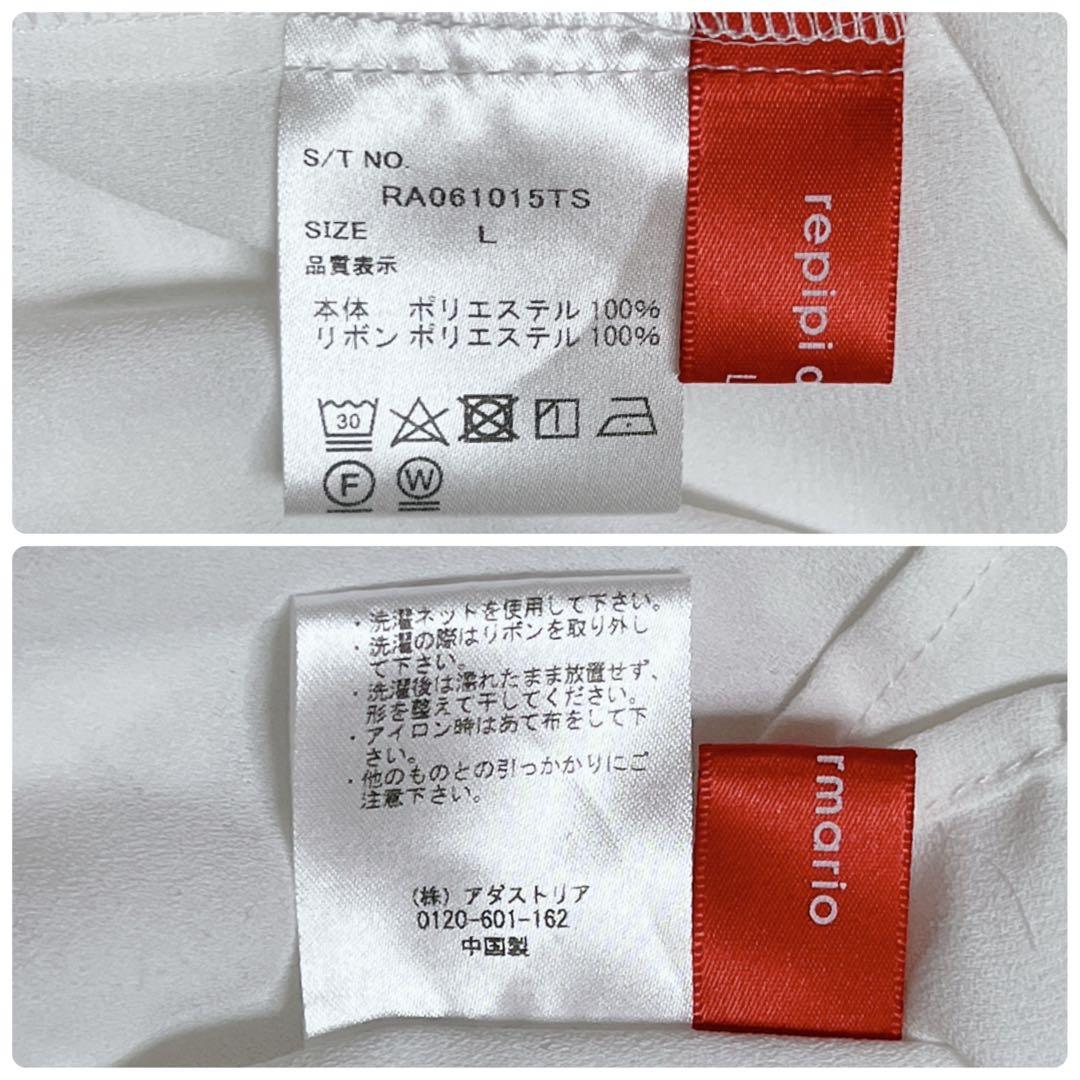 S/T NO.
RA061015TS
SIZE L
品質表示
本体 ポリエステル 100%
リボン ポリエステル 100%
30
F W
repipi a
・洗濯ネットを使用して下さい。
・洗濯の際はリボンを取り外し
て下さい。
・洗濯後は濡れたまま放置せず、
形を整えて干してください。
・アイロン時はあて布をして下
さい。
・他のものとの引っかかりにご
注意下さい。
(株) アダストリア
0120-601-162
中国製
rmario